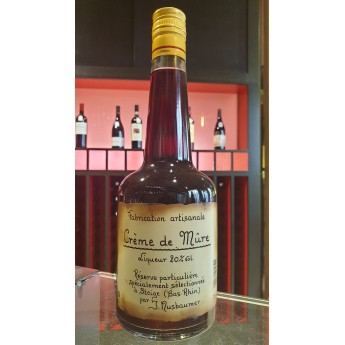 Fabrication artisanale
Crème de Mûre
Liqueur 20% vol
Réserve particulière
Spécialement sélectionnée
à Steige (Bas Rhin)
par J. Nusbaumer